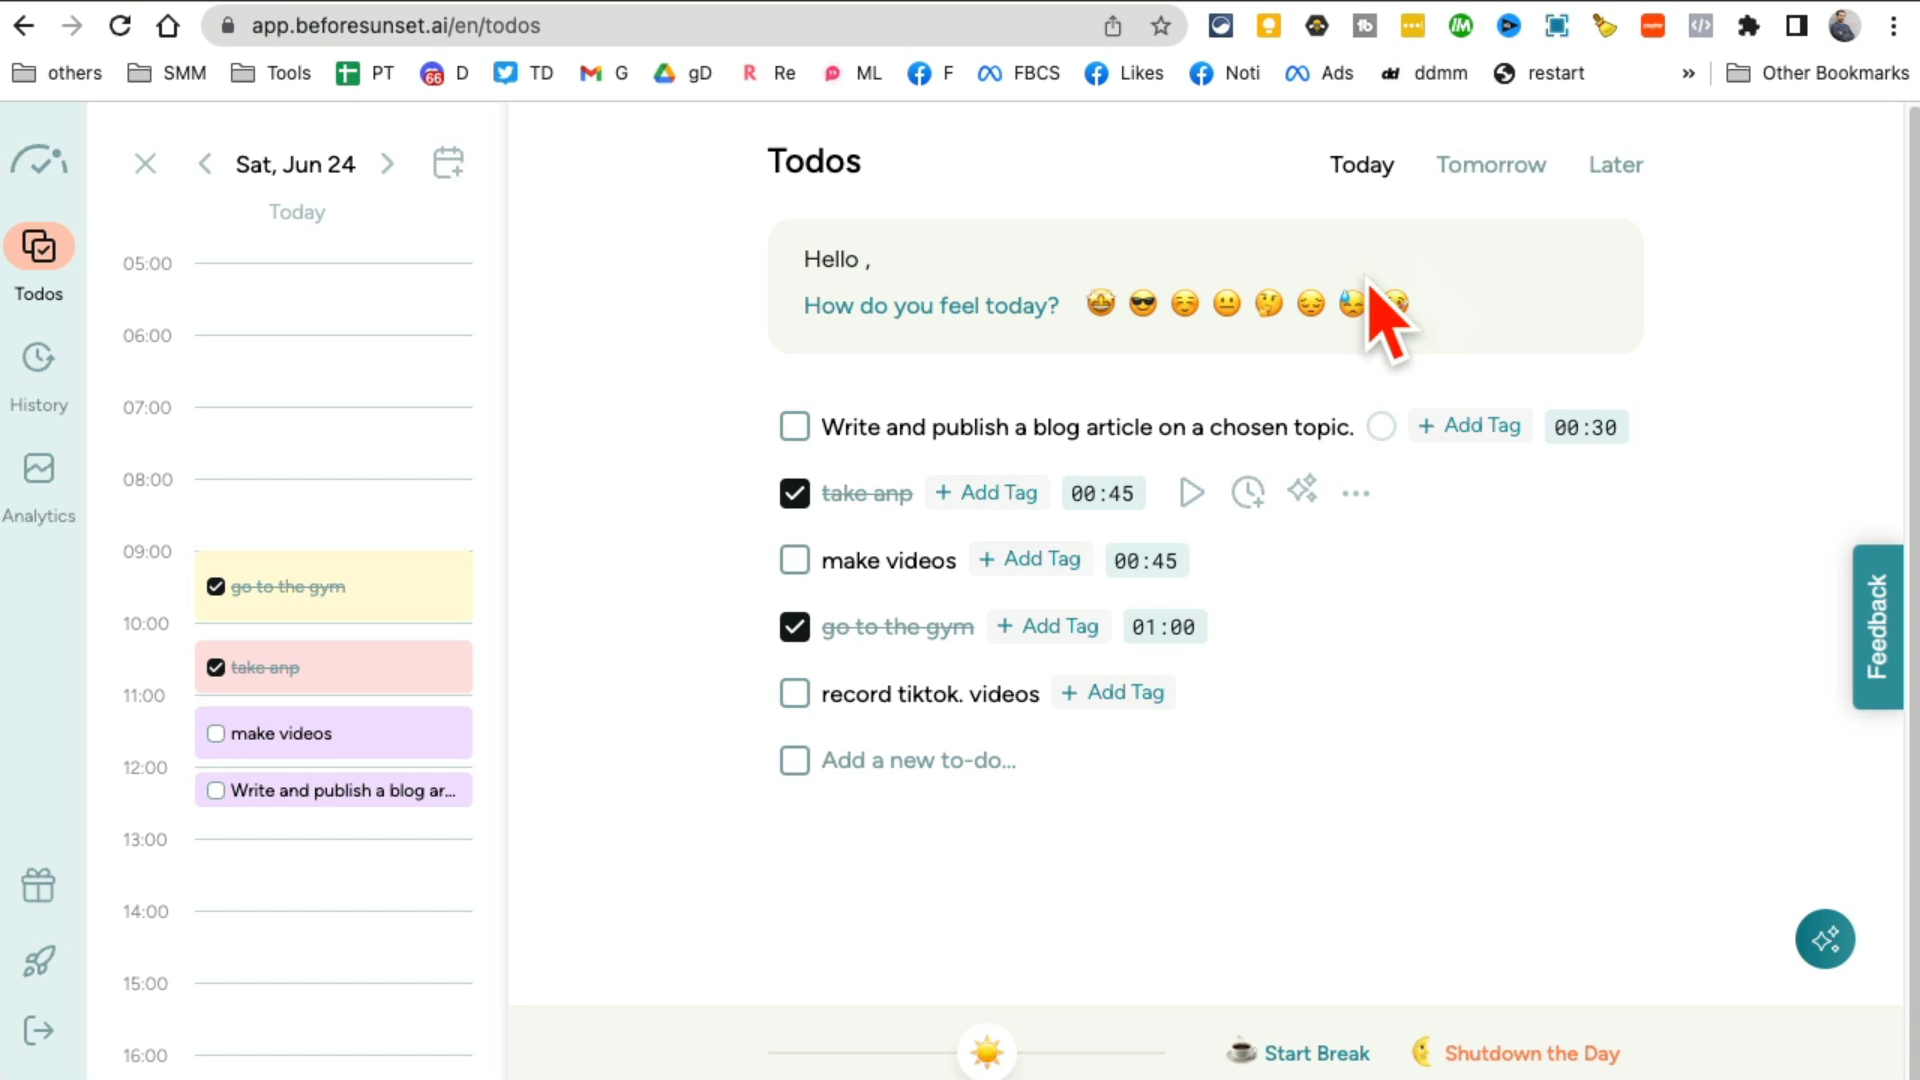 app.beforesunset.ai/en/todos
others SMM Tools PT D TD G gD Re ML F FBCS Likes Noti Ads ddmm restart » Other Bookmarks
Sat, Jun 24
Today
Todos
History
Analytics
05:00
06:00
07:00
08:00
09:00
go to the gym
10:00
take anp
11:00
make videos
12:00
Write and publish a blog ar...
13:00
14:00
15:00
16:00
Todos
Today Tomorrow Later
Hello ,
How do you feel today?
Write and publish a blog article on a chosen topic. + Add Tag 00:30
take anp + Add Tag 00:45
make videos + Add Tag 00:45
go to the gym + Add Tag 01:00
record tiktok. videos + Add Tag
Add a new to-do...
Feedback
Start Break Shutdown the Day